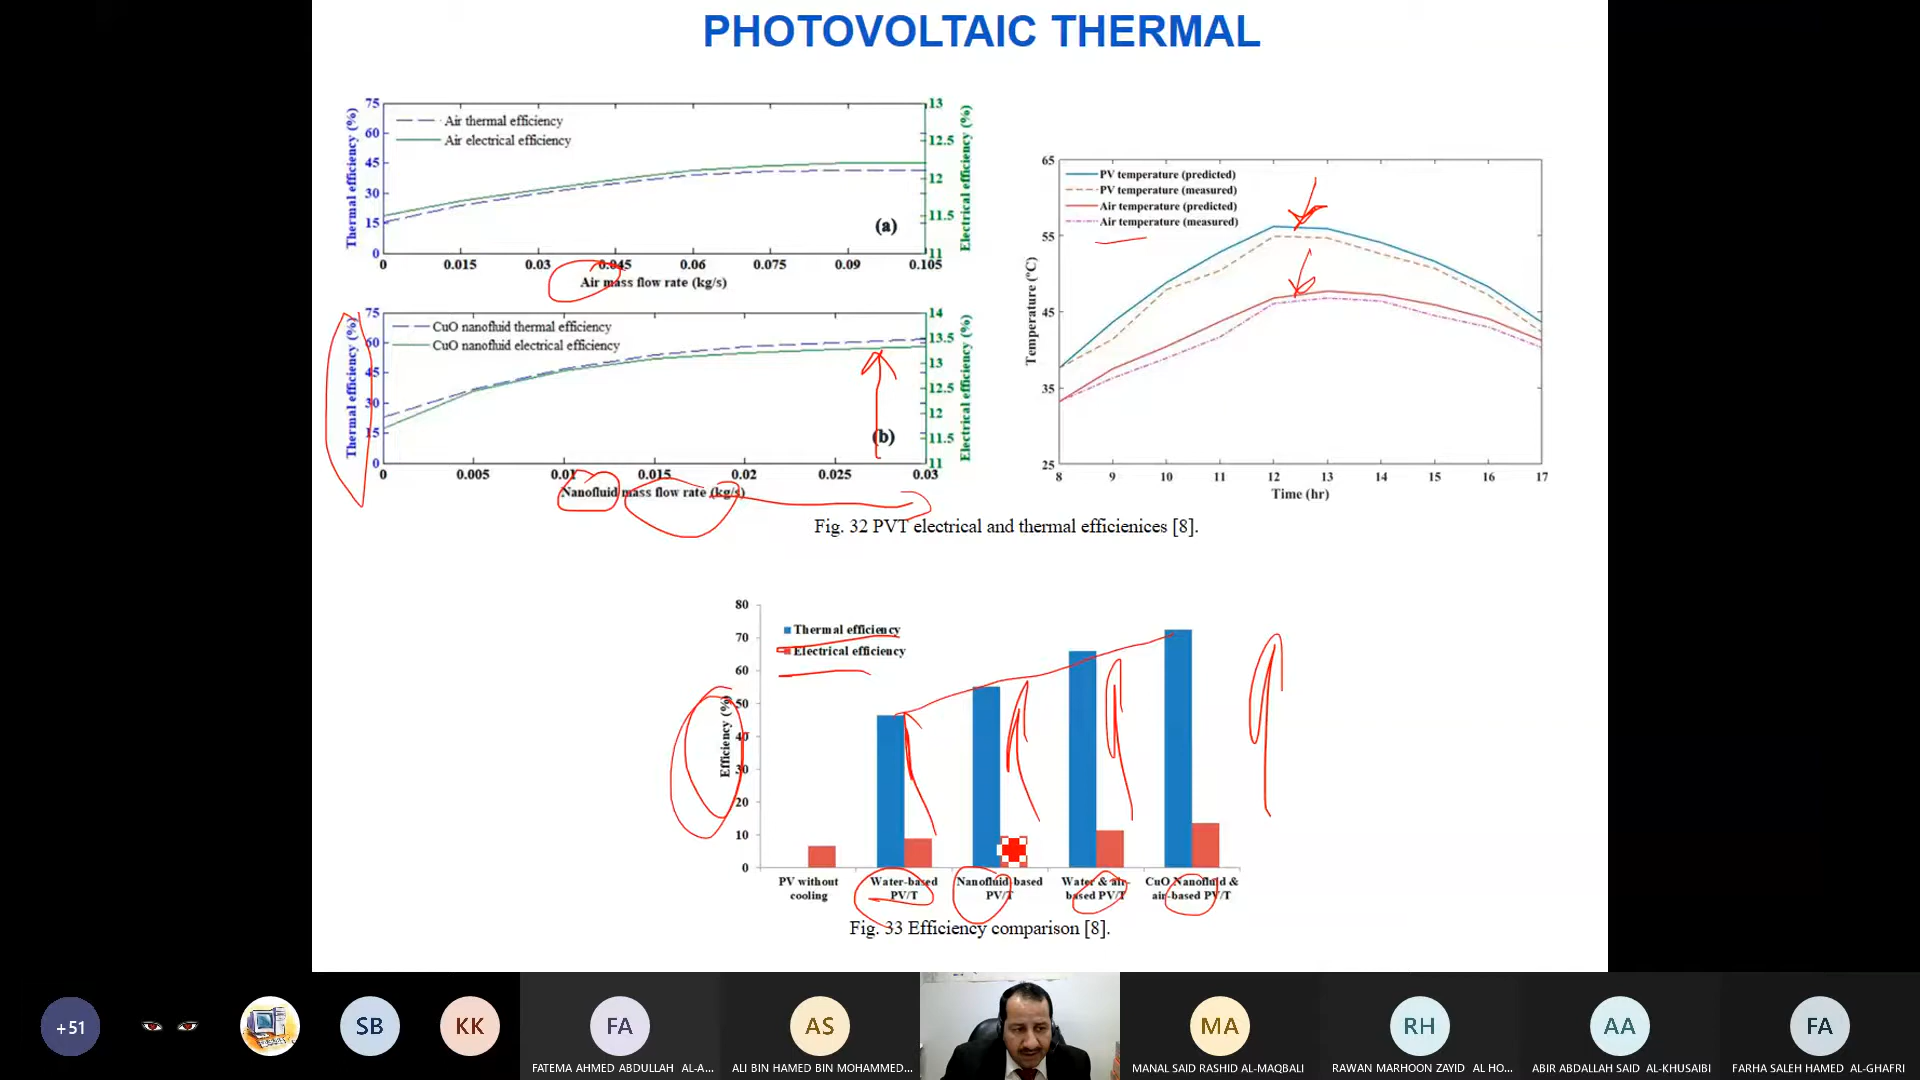 PHOTOVOLTAIC THERMAL
75
60
45
30
15
0
Thermal efficiency (%)
Air thermal efficiency
Air electrical efficiency
(a)
13
12.5
12
11.5
11
Electrical efficiency (%)
0 0.015 0.03 0.045 0.06 0.075 0.09 0.105
Air mass flow rate (kg/s)
75
60
45
30
15
0
Thermal efficiency (%)
CuO nanofluid thermal efficiency
CuO nanofluid electrical efficiency
(b)
14
13.5
13
12.5
12
11.5
11
Electrical efficiency (%)
0 0.005 0.01 0.015 0.02 0.025 0.03
Nanofluid mass flow rate (kg/s)
65
55
45
35
25
Temperature (°C)
PV temperature (predicted)
PV temperature (measured)
Air temperature (predicted)
Air temperature (measured)
8 9 10 11 12 13 14 15 16 17
Time (hr)
Fig. 32 PVT electrical and thermal efficienices [8].
80
70
60
50
40
30
20
10
0
Efficiency (%)
Thermal efficiency
Electrical efficiency
PV without cooling
Water-based PV/T
Nanofluid based PV/T
Water & air-based PV/T
CuO Nanofluid & air-based PV/T
Fig. 33 Efficiency comparison [8].
+51
SB
KK
FA
AS
MA
RH
AA
FA
FATEMA AHMED ABDULLAH AL-A...
ALI BIN HAMED BIN MOHAMMED...
MANAL SAID RASHID AL-MAQBALI
RAWAN MARHOON ZAYID AL HO...
ABIR ABDALLAH SAID AL-KHUSAIBI
FARHA SALEH HAMED AL-GHAFRI